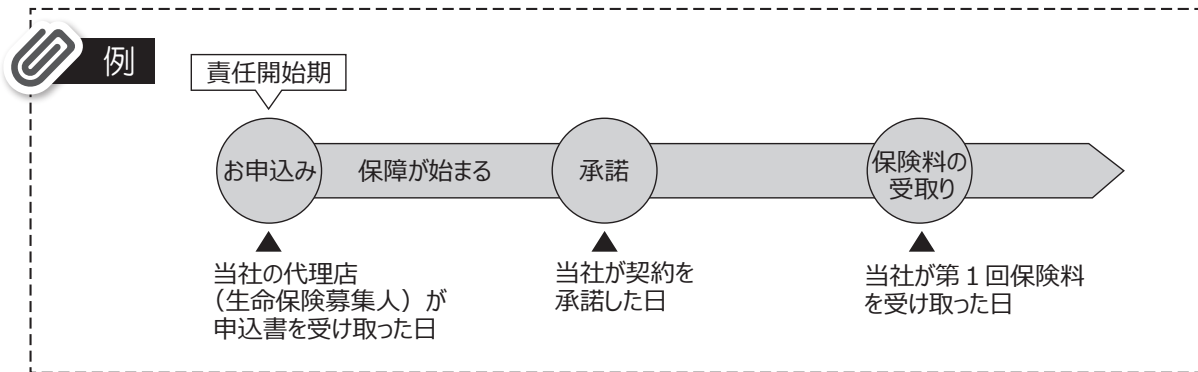 例
責任開始期
お申込み
保障が始まる
承諾
保険料の
受取り
当社の代理店
（生命保険募集人）が
申込書を受け取った日
当社が契約を
承諾した日
当社が第１回保険料
を受け取った日